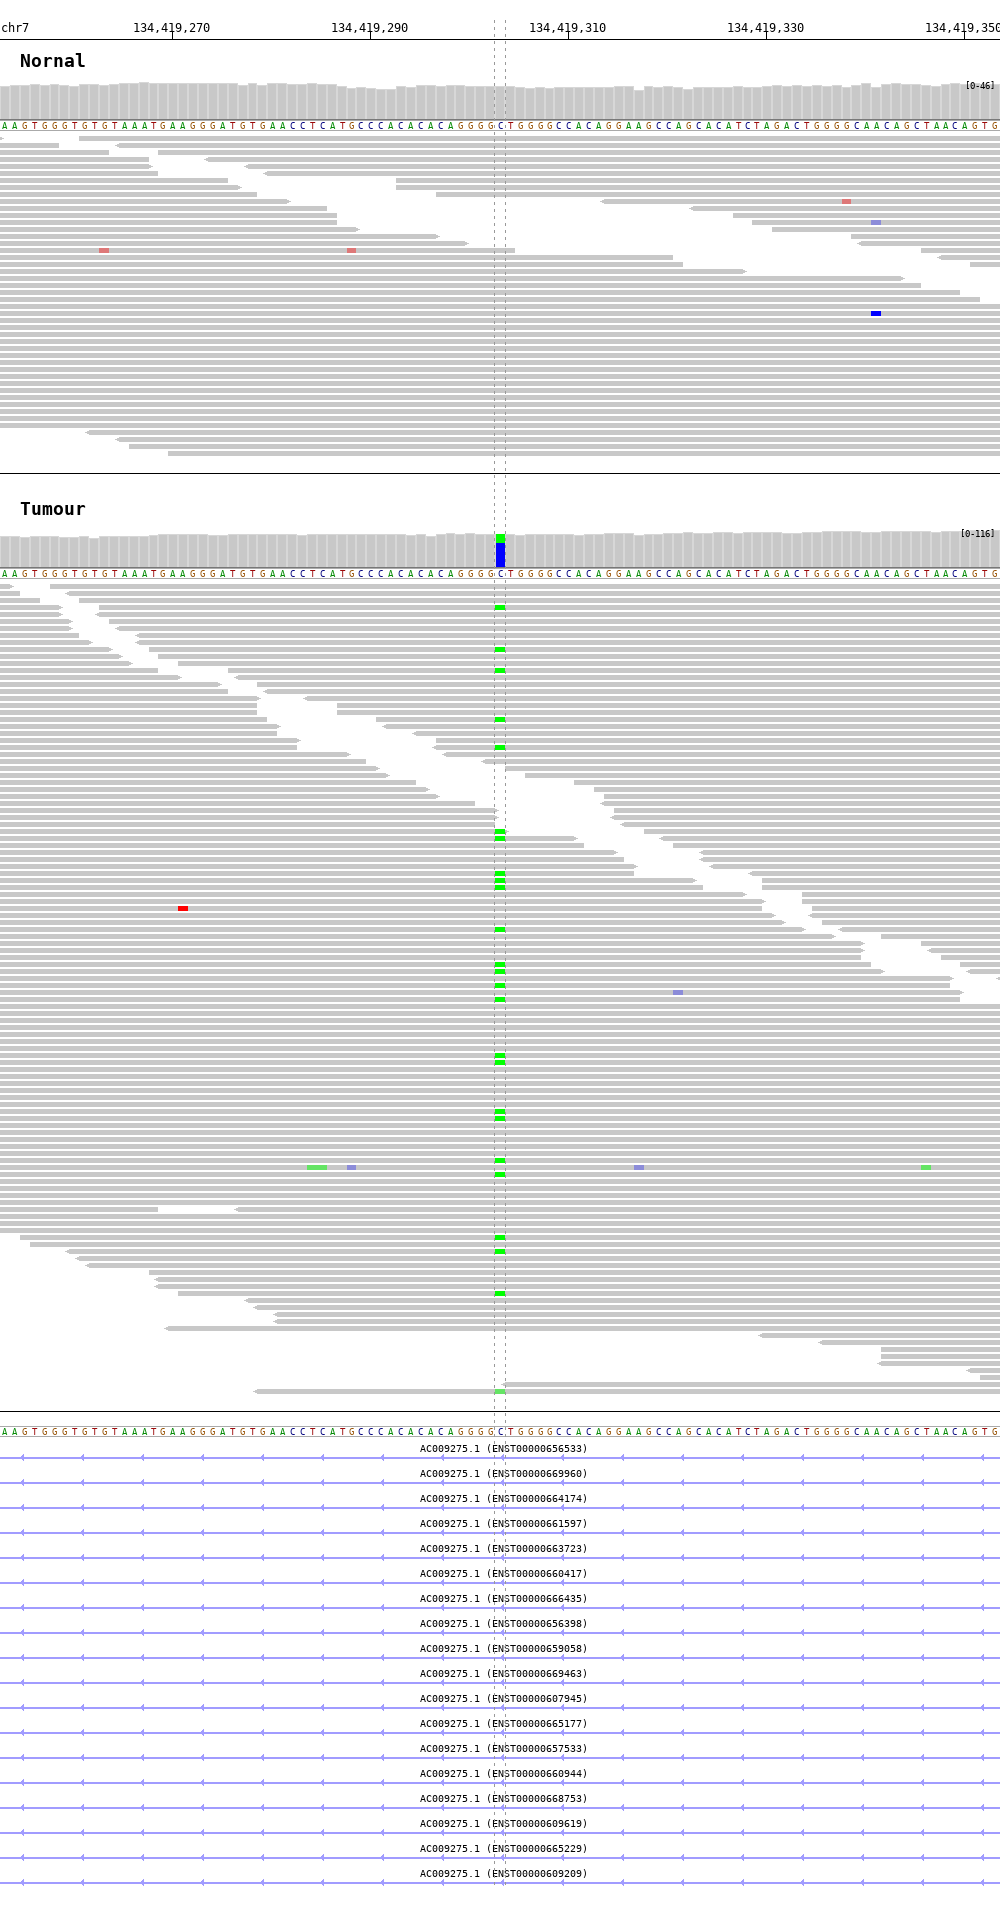 chr7 134,419,270 134,419,290 134,419,310 134,419,330 134,419,350
Nornal
[0-46]
AAGTGGGTGTGTAAATGAAGGGATGTGAACCTCATGCCCACACACAGGGGCTGGGGCCACAGGAAGCCAGCACATCTAGACTGGGGCAACAGCTAACAGTG
Tumour
[0-116]
AAGTGGGTGTGTAAATGAAGGGATGTGAACCTCATGCCCACACACAGGGGCTGGGGCCACAGGAAGCCAGCACATCTAGACTGGGGCAACAGCTAACAGTG
AAGTGGGTGTGTAAATGAAGGGATGTGAACCTCATGCCCACACACAGGGGCTGGGGCCACAGGAAGCCAGCACATCTAGACTGGGGCAACAGCTAACAGTG
AC009275.1 (ENST00000656533)
AC009275.1 (ENST00000669960)
AC009275.1 (ENST00000664174)
AC009275.1 (ENST00000661597)
AC009275.1 (ENST00000663723)
AC009275.1 (ENST00000660417)
AC009275.1 (ENST00000666435)
AC009275.1 (ENST00000656398)
AC009275.1 (ENST00000659058)
AC009275.1 (ENST00000669463)
AC009275.1 (ENST00000607945)
AC009275.1 (ENST00000665177)
AC009275.1 (ENST00000657533)
AC009275.1 (ENST00000660944)
AC009275.1 (ENST00000668753)
AC009275.1 (ENST00000609619)
AC009275.1 (ENST00000665229)
AC009275.1 (ENST00000609209)